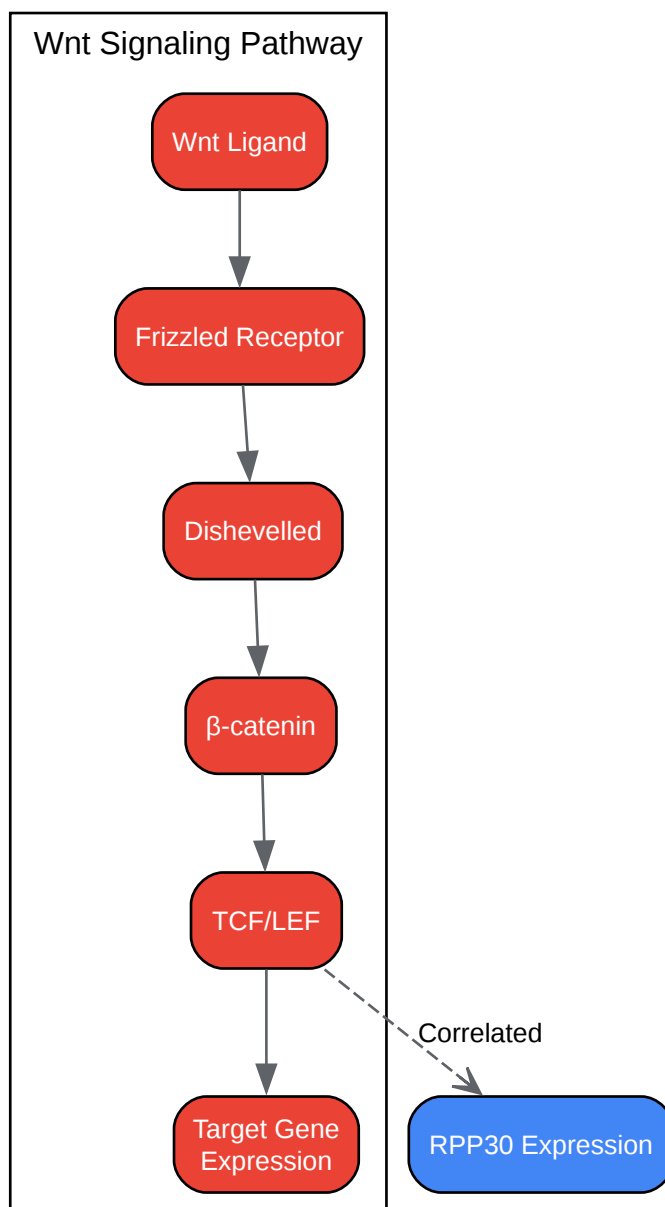 Wnt Signaling Pathway
Wnt Ligand
Frizzled Receptor
Dishevelled
β-catenin
TCF/LEF
Correlated
Target Gene
Expression
RPP30 Expression